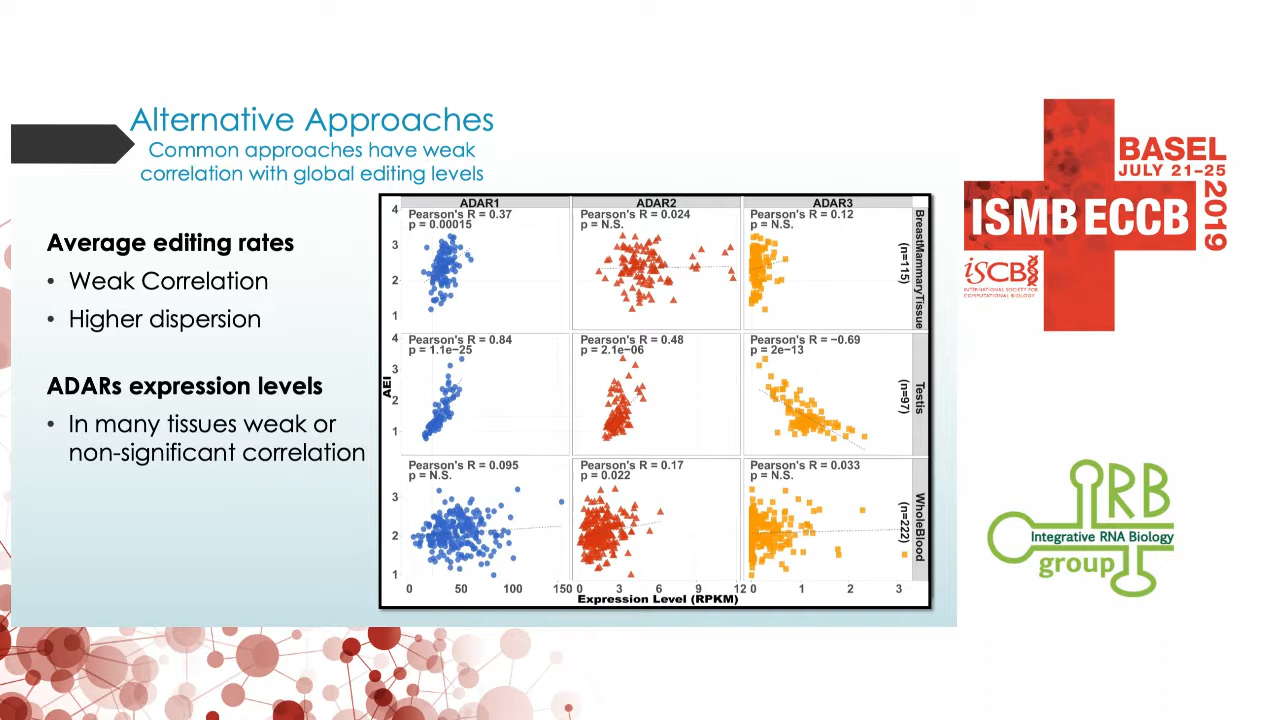 Alternative Approaches
Common approaches have weak
correlation with global editing levels
Average editing rates
• Weak Correlation
• Higher dispersion
ADARs expression levels
• In many tissues weak or
non-significant correlation
ADAR1
ADAR2
ADAR3
Pearson's R = 0.37
p = 0.00015
Pearson's R = 0.024
p = N.S.
Pearson's R = 0.12
p = N.S.
BreastMammaryTissue
(n=115)
4
3
2
1
Pearson's R = 0.84
p = 1.1e−25
Pearson's R = 0.48
p = 2.1e−06
Pearson's R = −0.69
p = 2e−13
Testis
(n=97)
4
3
2
1
AEI
Pearson's R = 0.095
p = N.S.
Pearson's R = 0.17
p = 0.022
Pearson's R = 0.033
p = N.S.
WholeBlood
(n=222)
3
2
1
0 50 100 150
0 3 6 9 12
0 1 2 3
Expression Level (RPKM)
BASEL
JULY 21–25
2019
ISMB ECCB
iSCB
INTERNATIONAL SOCIETY FOR
COMPUTATIONAL BIOLOGY
IRB
Integrative RNA Biology
group